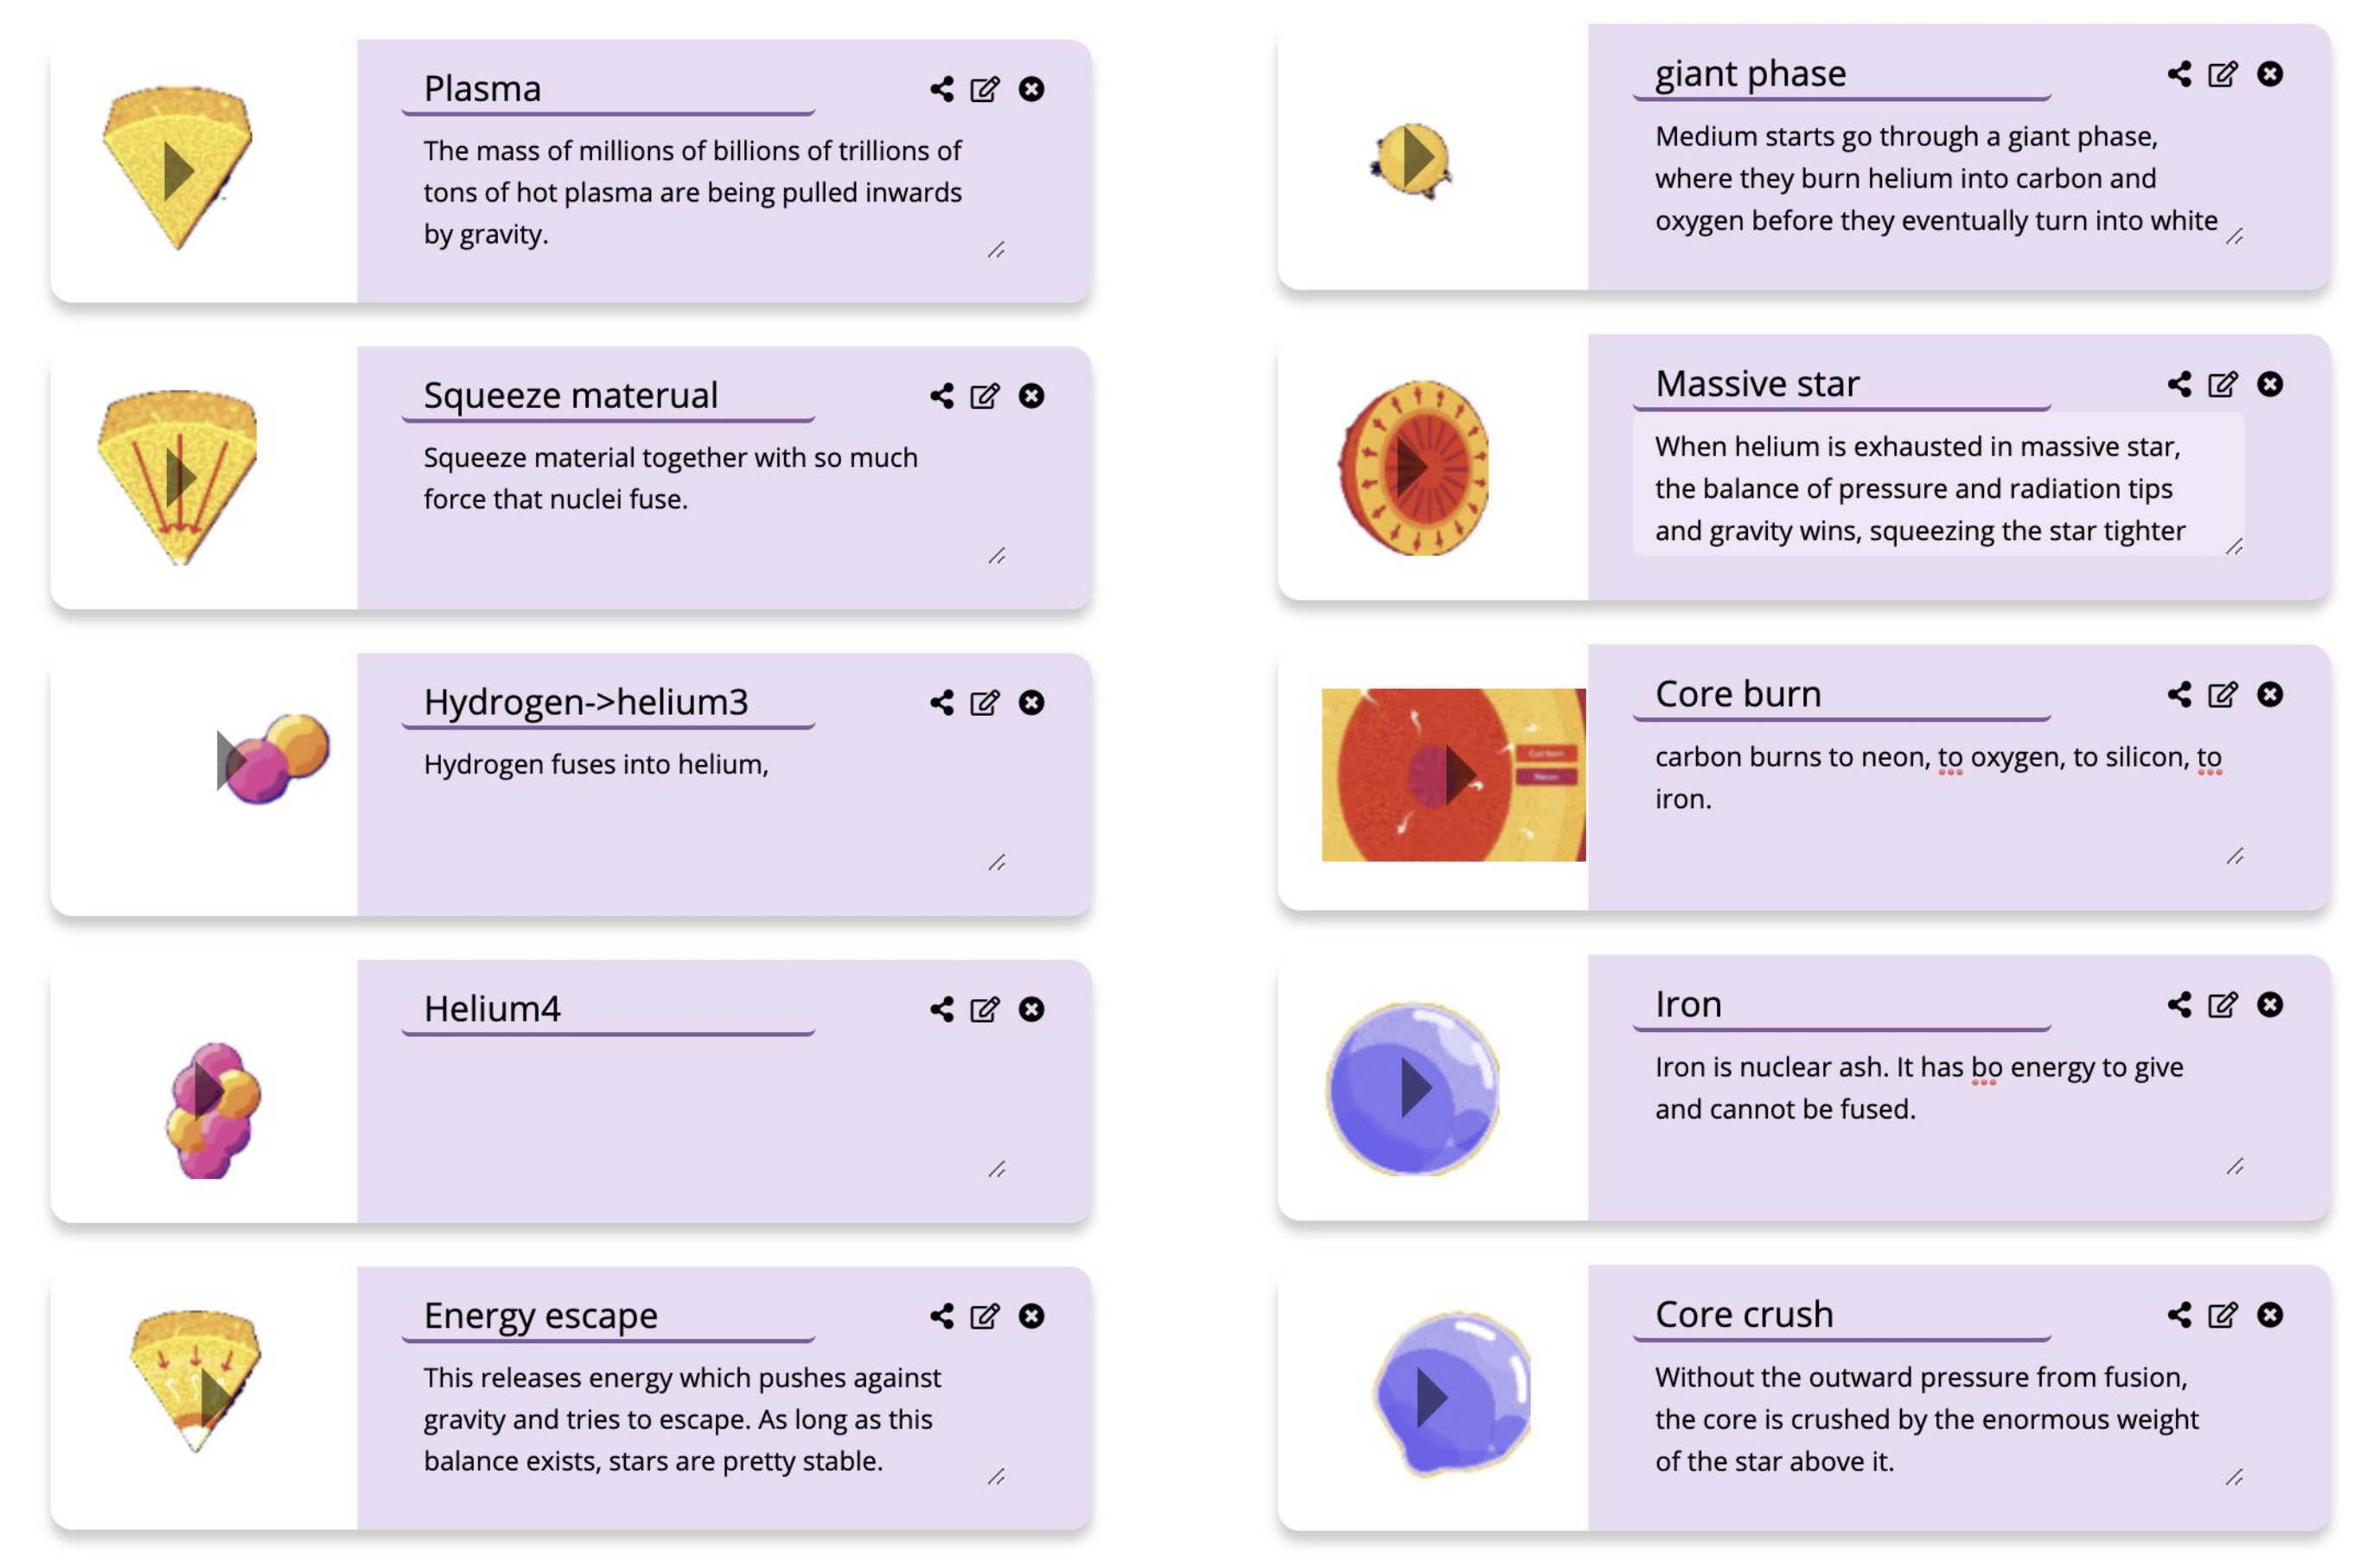 Plasma
The mass of millions of billions of trillions of
tons of hot plasma are being pulled inwards
by gravity.
Squeeze materual
Squeeze material together with so much
force that nuclei fuse.
Hydrogen->helium3
Hydrogen fuses into helium,
Helium4
Energy escape
This releases energy which pushes against
gravity and tries to escape. As long as this
balance exists, stars are pretty stable.
giant phase
Medium starts go through a giant phase,
where they burn helium into carbon and
oxygen before they eventually turn into white
Massive star
When helium is exhausted in massive star,
the balance of pressure and radiation tips
and gravity wins, squeezing the star tighter
Carbon
Neon
Core burn
carbon burns to neon, to oxygen, to silicon, to
iron.
Iron
Iron is nuclear ash. It has bo energy to give
and cannot be fused.
Core crush
Without the outward pressure from fusion,
the core is crushed by the enormous weight
of the star above it.